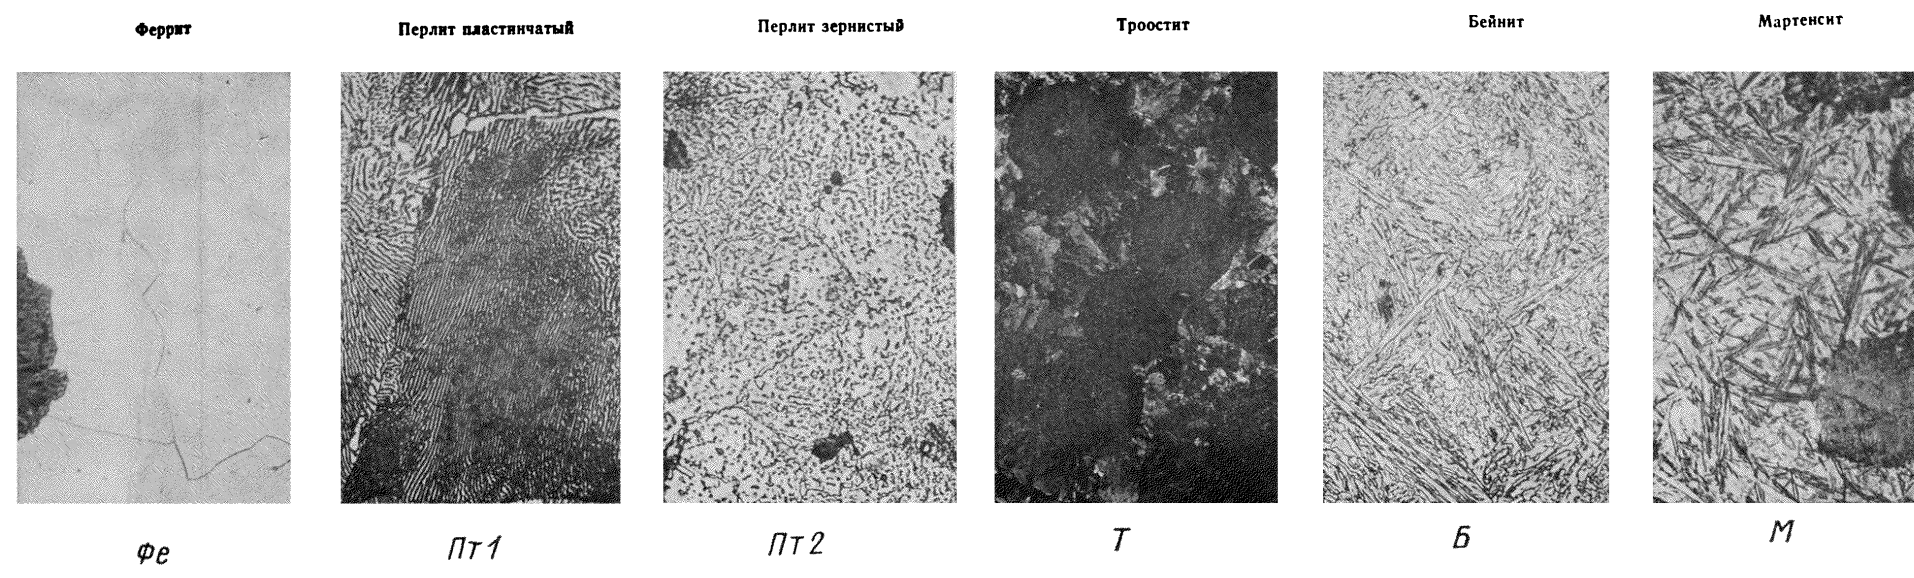 Феррит
Перлит пластинчатый
Перлит зернистый
Троостит
Бейнит
Мартенсит
Фе
Пт1
Пт2
Т
Б
М